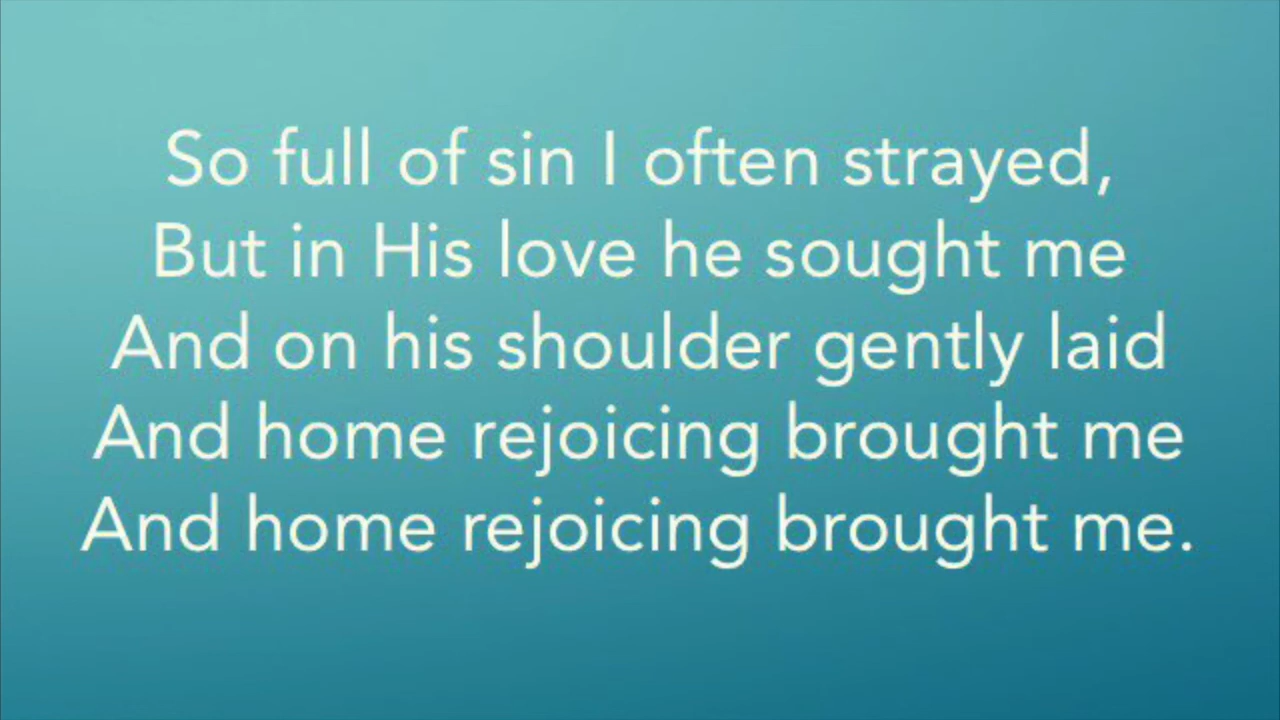 So full of sin I often strayed,
But in His love he sought me
And on his shoulder gently laid
And home rejoicing brought me
And home rejoicing brought me.